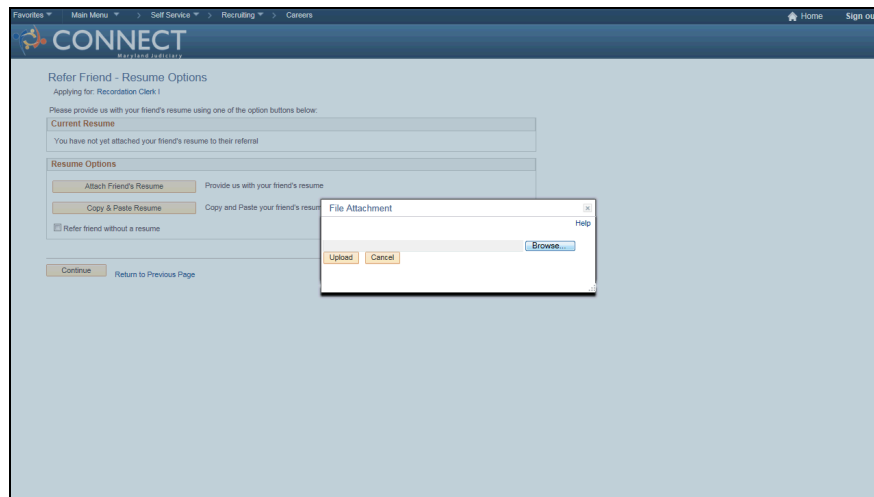 Favorites Main Menu > Self Service > Recruiting > Careers Home Sign ou
CONNECT
Maryland Judiciary
Refer Friend - Resume Options
Applying for: Recordation Clerk I
Please provide us with your friend's resume using one of the option buttons below:
Current Resume
You have not yet attached your friend's resume to their referral
Resume Options
Attach Friend's Resume Provide us with your friend's resume
Copy & Paste Resume Copy and Paste your friend's resum
Refer friend without a resume
Continue Return to Previous Page
File Attachment
Help
Browse...
Upload Cancel